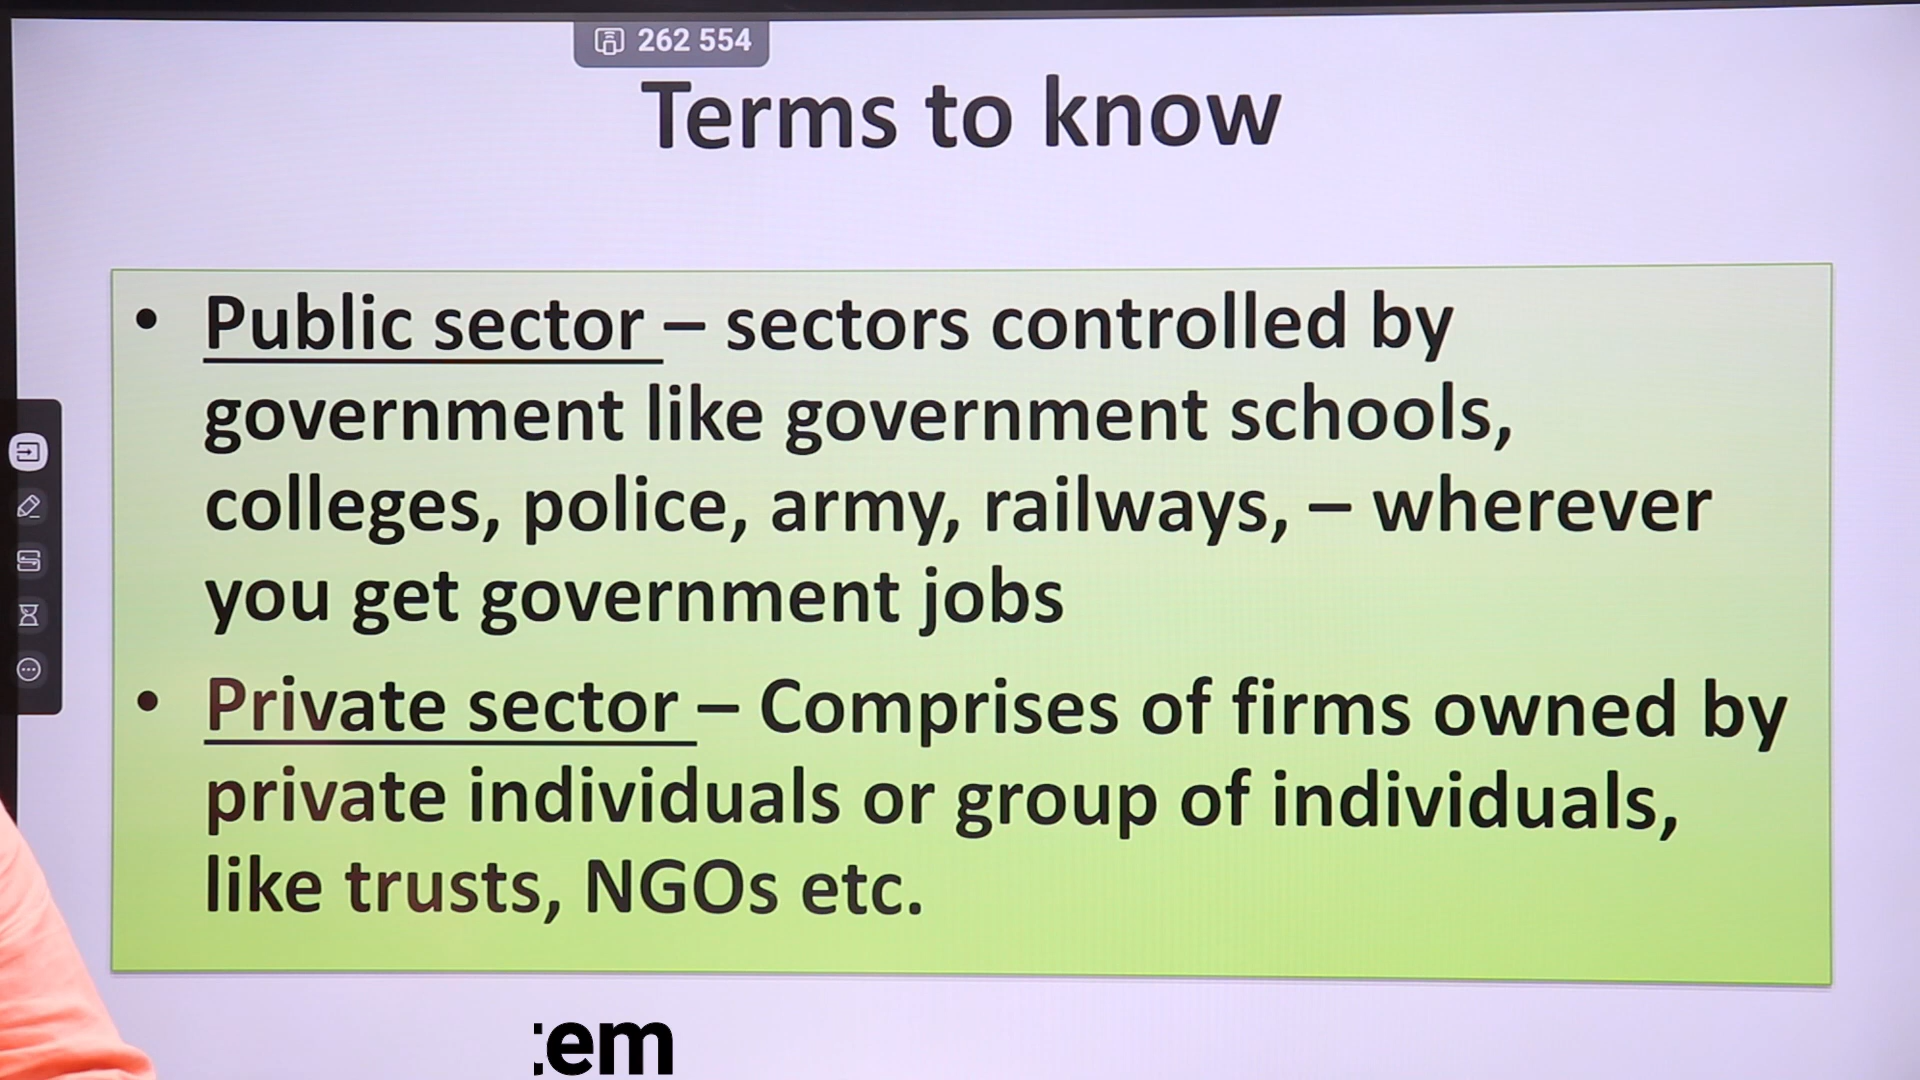 262 554
Terms to know
• Public sector – sectors controlled by
government like government schools,
colleges, police, army, railways, – wherever
you get government jobs
• Private sector – Comprises of firms owned by
private individuals or group of individuals,
like trusts, NGOs etc.